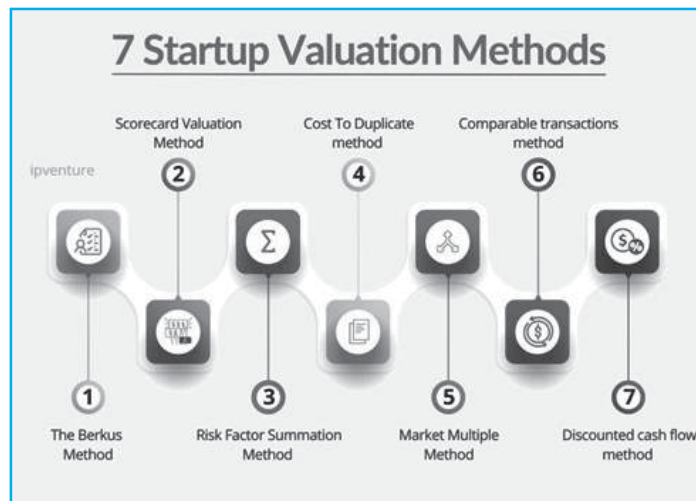 7 Startup Valuation Methods
Scorecard Valuation
Method
Cost To Duplicate
method
Comparable transactions
method
ipventure
2
4
6
Σ
$
%
$
1
3
5
7
The Berkus
Method
Risk Factor Summation
Method
Market Multiple
Method
Discounted cash flow
method